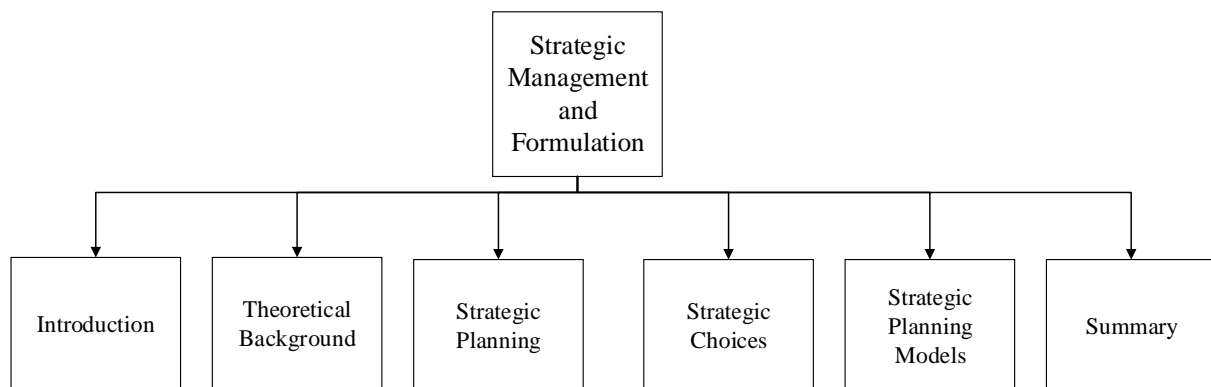 Strategic
Management
and
Formulation
Introduction
Theoretical
Background
Strategic
Planning
Strategic
Choices
Strategic
Planning
Models
Summary